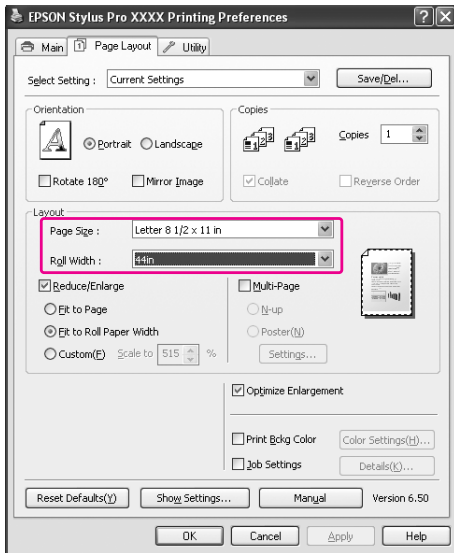 EPSON Stylus Pro XXXX Printing Preferences
Main Page Layout Utility
Select Setting : Current Settings Save/Del...
Orientation Copies
A Portrait Landscape Copies 1
Rotate 180° Mirror Image Collate Reverse Order
Layout
Page Size : Letter 8 1/2 x 11 in
Roll Width : 44in
Reduce/Enlarge Multi-Page
Fit to Page N-up
Fit to Roll Paper Width Poster(N)
Custom(F) Scale to 515 % Settings...
Optimize Enlargement
Print Bckg Color Color Settings(H)...
Job Settings Details(K)...
Reset Defaults(Y) Show Settings... Manual Version 6.50
OK Cancel Apply Help